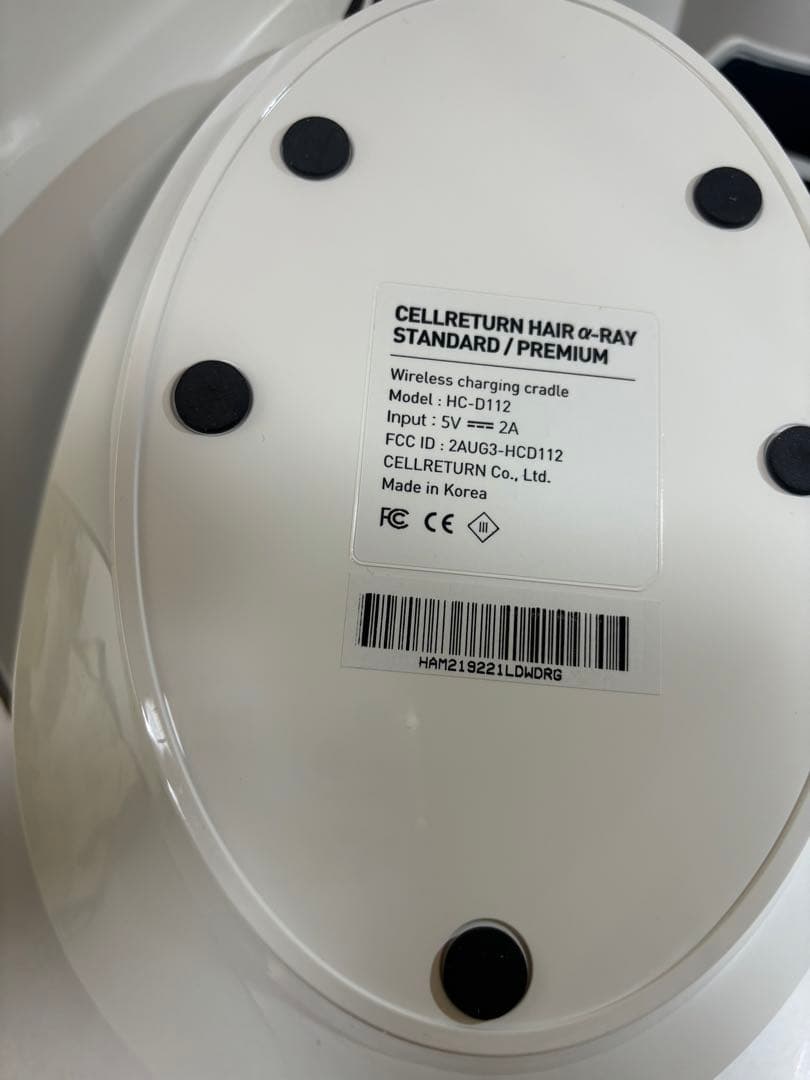 CELLRETURN HAIR α-RAY
STANDARD / PREMIUM
Wireless charging cradle
Model : HC-D112
Input : 5V ⎓ 2A
FCC ID : 2AUG3-HCD112
CELLRETURN Co., Ltd.
Made in Korea
FC CE III
HAM219221LDWDRG